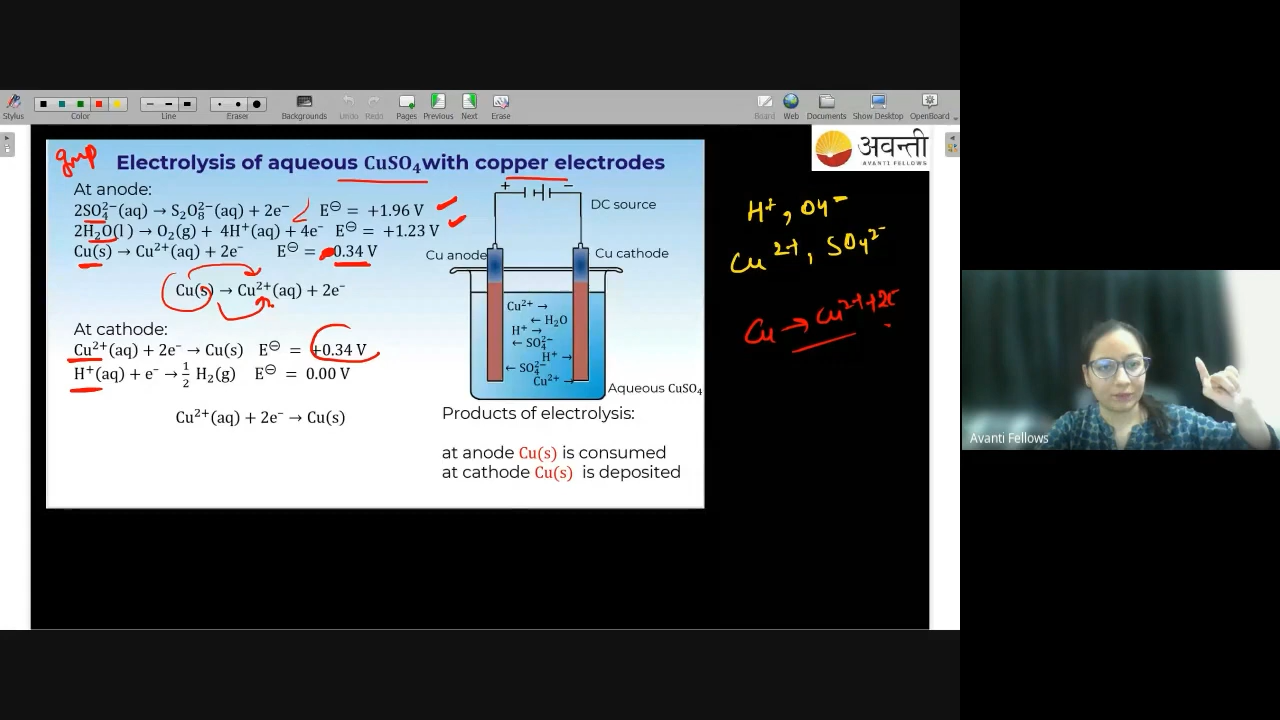 Stylus
Color
Line
Eraser
Backgrounds
Undo
Redo
Pages
Previous
Next
Erase
Board
Web
Documents
Show Desktop
OpenBoard
gmp
Electrolysis of aqueous CuSO₄ with copper electrodes
अवन्ती
AVANTI FELLOWS
At anode:
2SO₄²⁻(aq) → S₂O₈²⁻(aq) + 2e⁻ E⊖ = +1.96 V
2H₂O(l) → O₂(g) + 4H⁺(aq) + 4e⁻ E⊖ = +1.23 V
Cu(s) → Cu²⁺(aq) + 2e⁻ E⊖ = 0.34 V
Cu(s) → Cu²⁺(aq) + 2e⁻
At cathode:
Cu²⁺(aq) + 2e⁻ → Cu(s) E⊖ = +0.34 V
H⁺(aq) + e⁻ → ½ H₂(g) E⊖ = 0.00 V
Cu²⁺(aq) + 2e⁻ → Cu(s)
+ −
DC source
Cu anode
Cu cathode
Cu²⁺ →
← H₂O
H⁺ →
← SO₄²⁻
H⁺ →
← SO₄²⁻
Cu²⁺ →
Aqueous CuSO₄
Products of electrolysis:
at anode Cu(s) is consumed
at cathode Cu(s) is deposited
H⁺, OH⁻
Cu²⁺, SO₄²⁻
Cu → Cu²⁺ + 2e⁻
Avanti Fellows